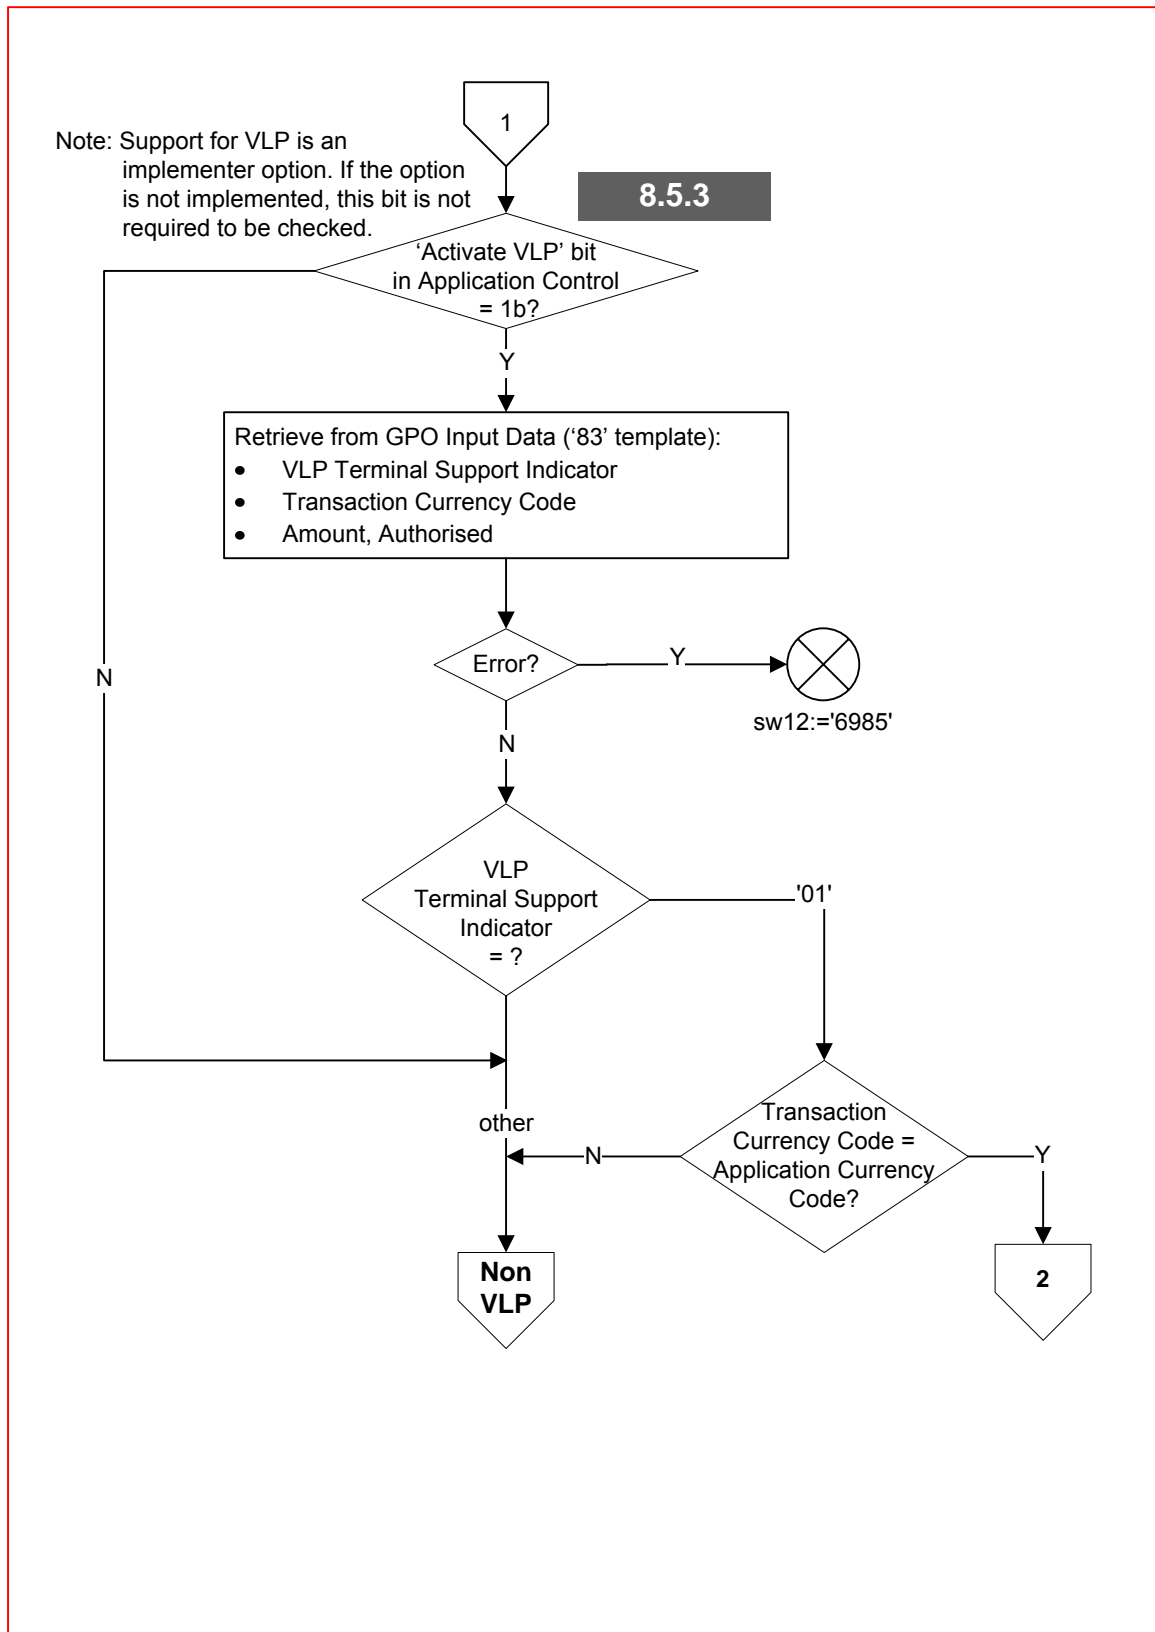 1
Note: Support for VLP is an
implementer option. If the option
is not implemented, this bit is not
required to be checked.
8.5.3
‘Activate VLP’ bit
in Application Control
= 1b?
Y
Retrieve from GPO Input Data (‘83’ template):
• VLP Terminal Support Indicator
• Transaction Currency Code
• Amount, Authorised
Error?
Y
N
sw12:='6985'
N
VLP
Terminal Support
Indicator
= ?
'01'
other
Transaction
Currency Code =
Application Currency
Code?
N
Y
Non
VLP
2